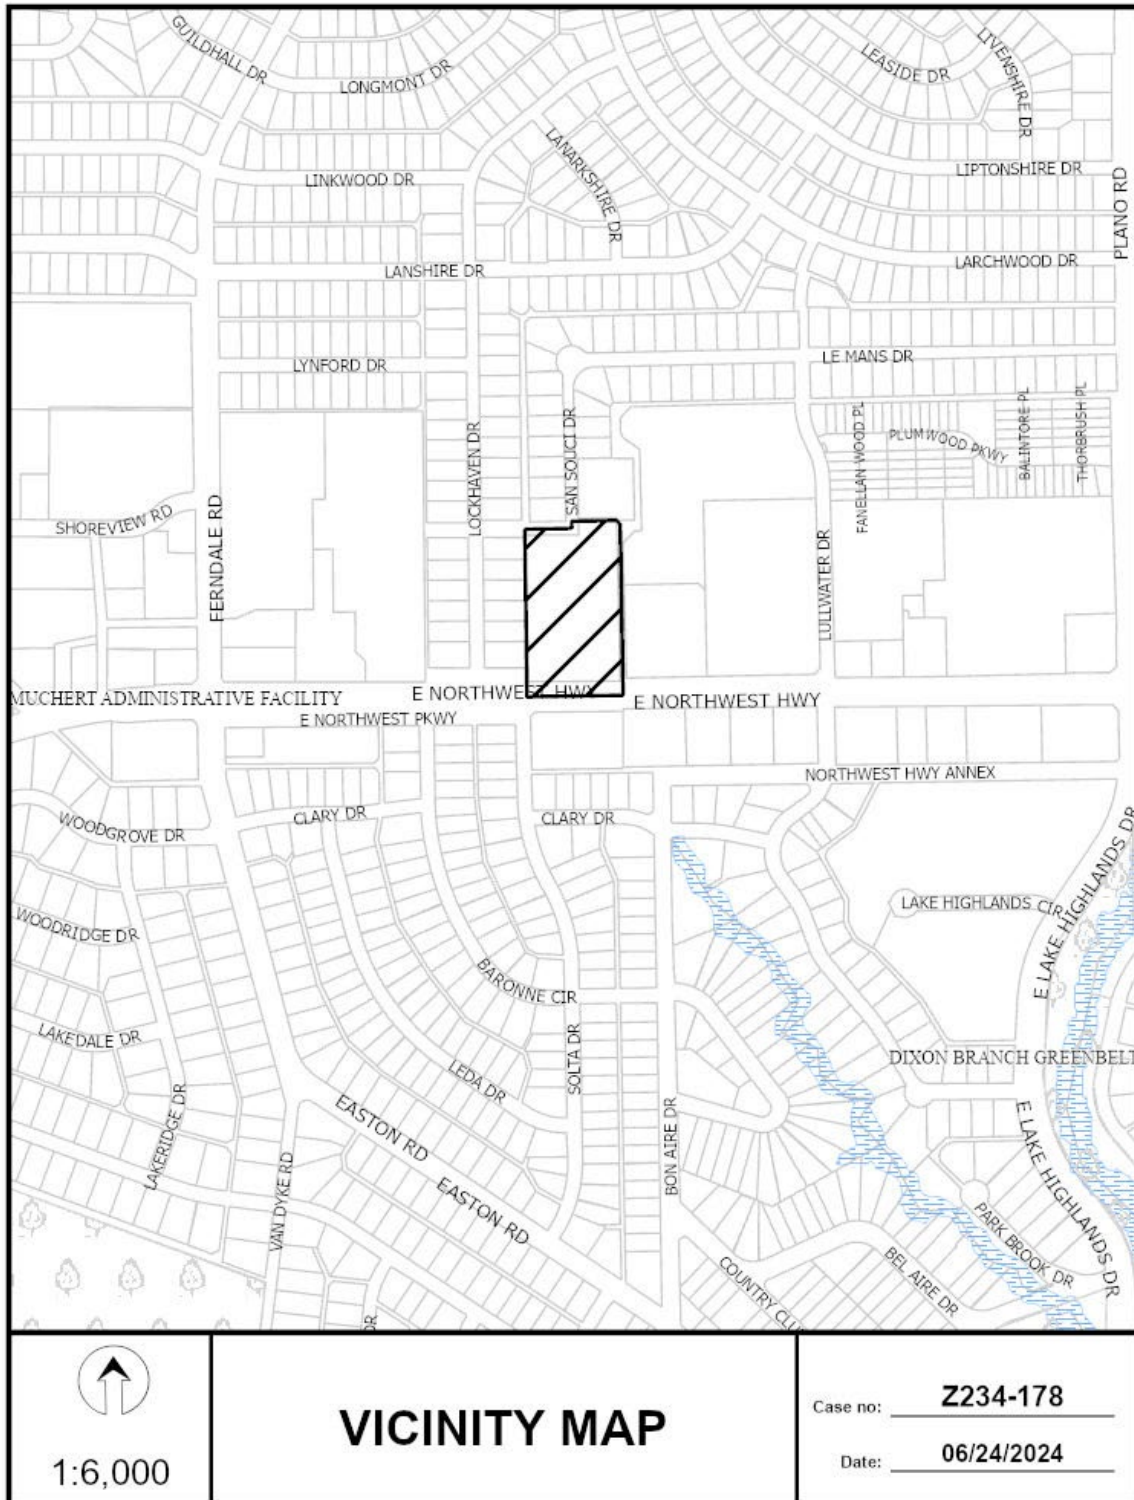 GUILDHALL DR
LONGMONT DR
LEASIDE DR
LIVENSHIRE DR
LINKWOOD DR
LANARKSHIRE DR
LIPTONSHIRE DR
PLANO RD
LANSHIRE DR
LARCHWOOD DR
LYNFORD DR
LE MANS DR
LOCKHAVEN DR
SAN SOUCI DR
FANELLAN WOOD PL
PLUMWOOD PKWY
BALINTORE PL
THORBRUSH PL
SHOREVIEW RD
FERNDALE RD
LULLWATER DR
MUCHERT ADMINISTRATIVE FACILITY
E NORTHWEST HWY
E NORTHWEST HWY
E NORTHWEST PKWY
NORTHWEST HWY ANNEX
WOODGROVE DR
CLARY DR
CLARY DR
LAKE HIGHLANDS CIR
E LAKE HIGHLANDS DR
WOODRIDGE DR
BARONNE CIR
LAKEDALE DR
SOLTA DR
DIXON BRANCH GREENBELT
LEDA DR
LAKERIDGE DR
EASTON RD
BON AIRE DR
E LAKE HIGHLANDS DR
VAN DYKE RD
EASTON RD
PARK BROOK DR
BEL AIRE DR
COUNTRY CLU
DR
1:6,000
VICINITY MAP
Case no: Z234-178
Date: 06/24/2024